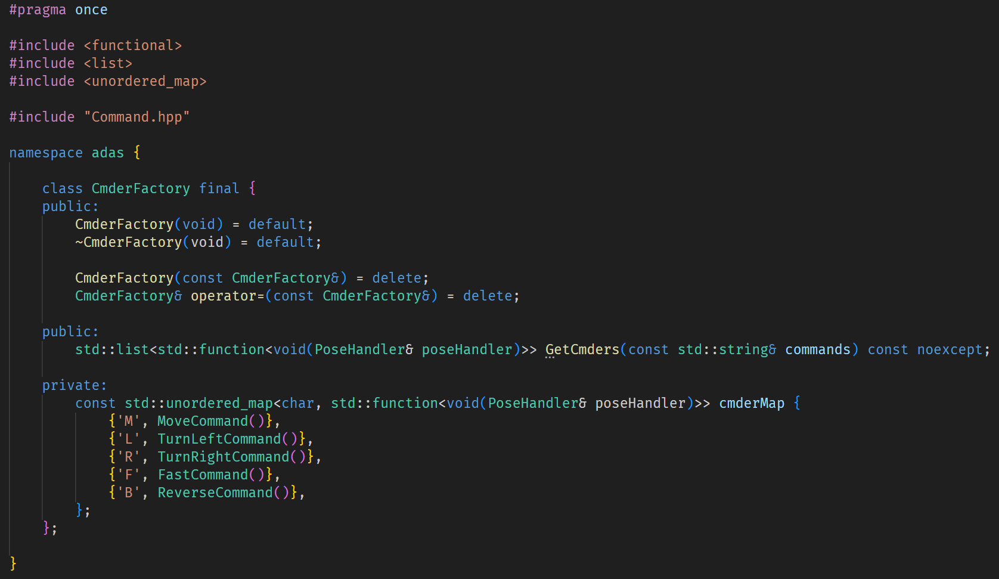 #pragma once
#include <functional>
#include <list>
#include <unordered_map>
#include "Command.hpp"
namespace adas {
    class CmderFactory final {
    public:
        CmderFactory(void) = default;
        ~CmderFactory(void) = default;
        CmderFactory(const CmderFactory&) = delete;
        CmderFactory& operator=(const CmderFactory&) = delete;
    public:
        std::list<std::function<void(PoseHandler& poseHandler)>> GetCmders(const std::string& commands) const noexcept;
    private:
        const std::unordered_map<char, std::function<void(PoseHandler& poseHandler)>> cmderMap {
            {'M', MoveCommand()},
            {'L', TurnLeftCommand()},
            {'R', TurnRightCommand()},
            {'F', FastCommand()},
            {'B', ReverseCommand()},
        };
    };
}